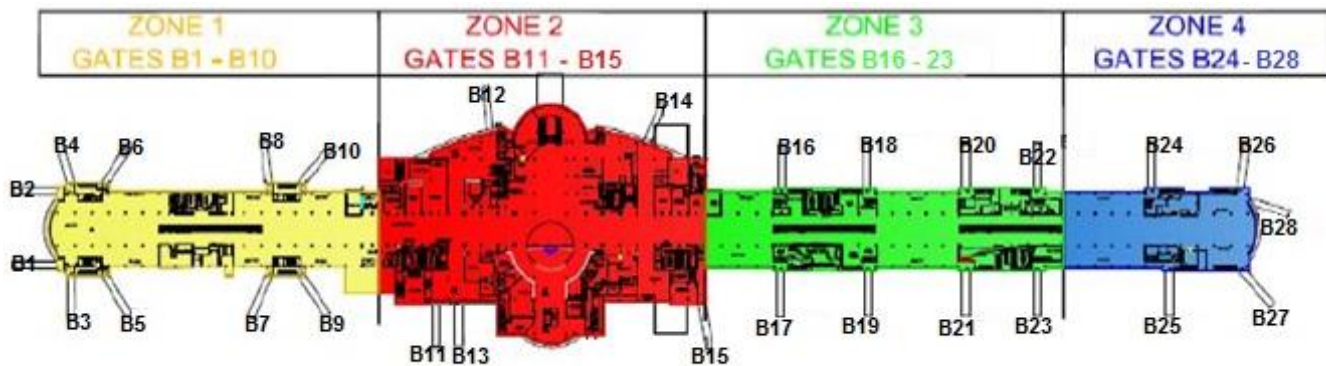 ZONE 1
GATES B1 - B10
ZONE 2
GATES B11 - B15
ZONE 3
GATES B16 - 23
ZONE 4
GATES B24 - B28
B12
B14
B4
B6
B8
B10
B16
B18
B20
B22
B24
B26
B2
B28
B1
B3
B5
B7
B9
B11
B13
B15
B17
B19
B21
B23
B25
B27